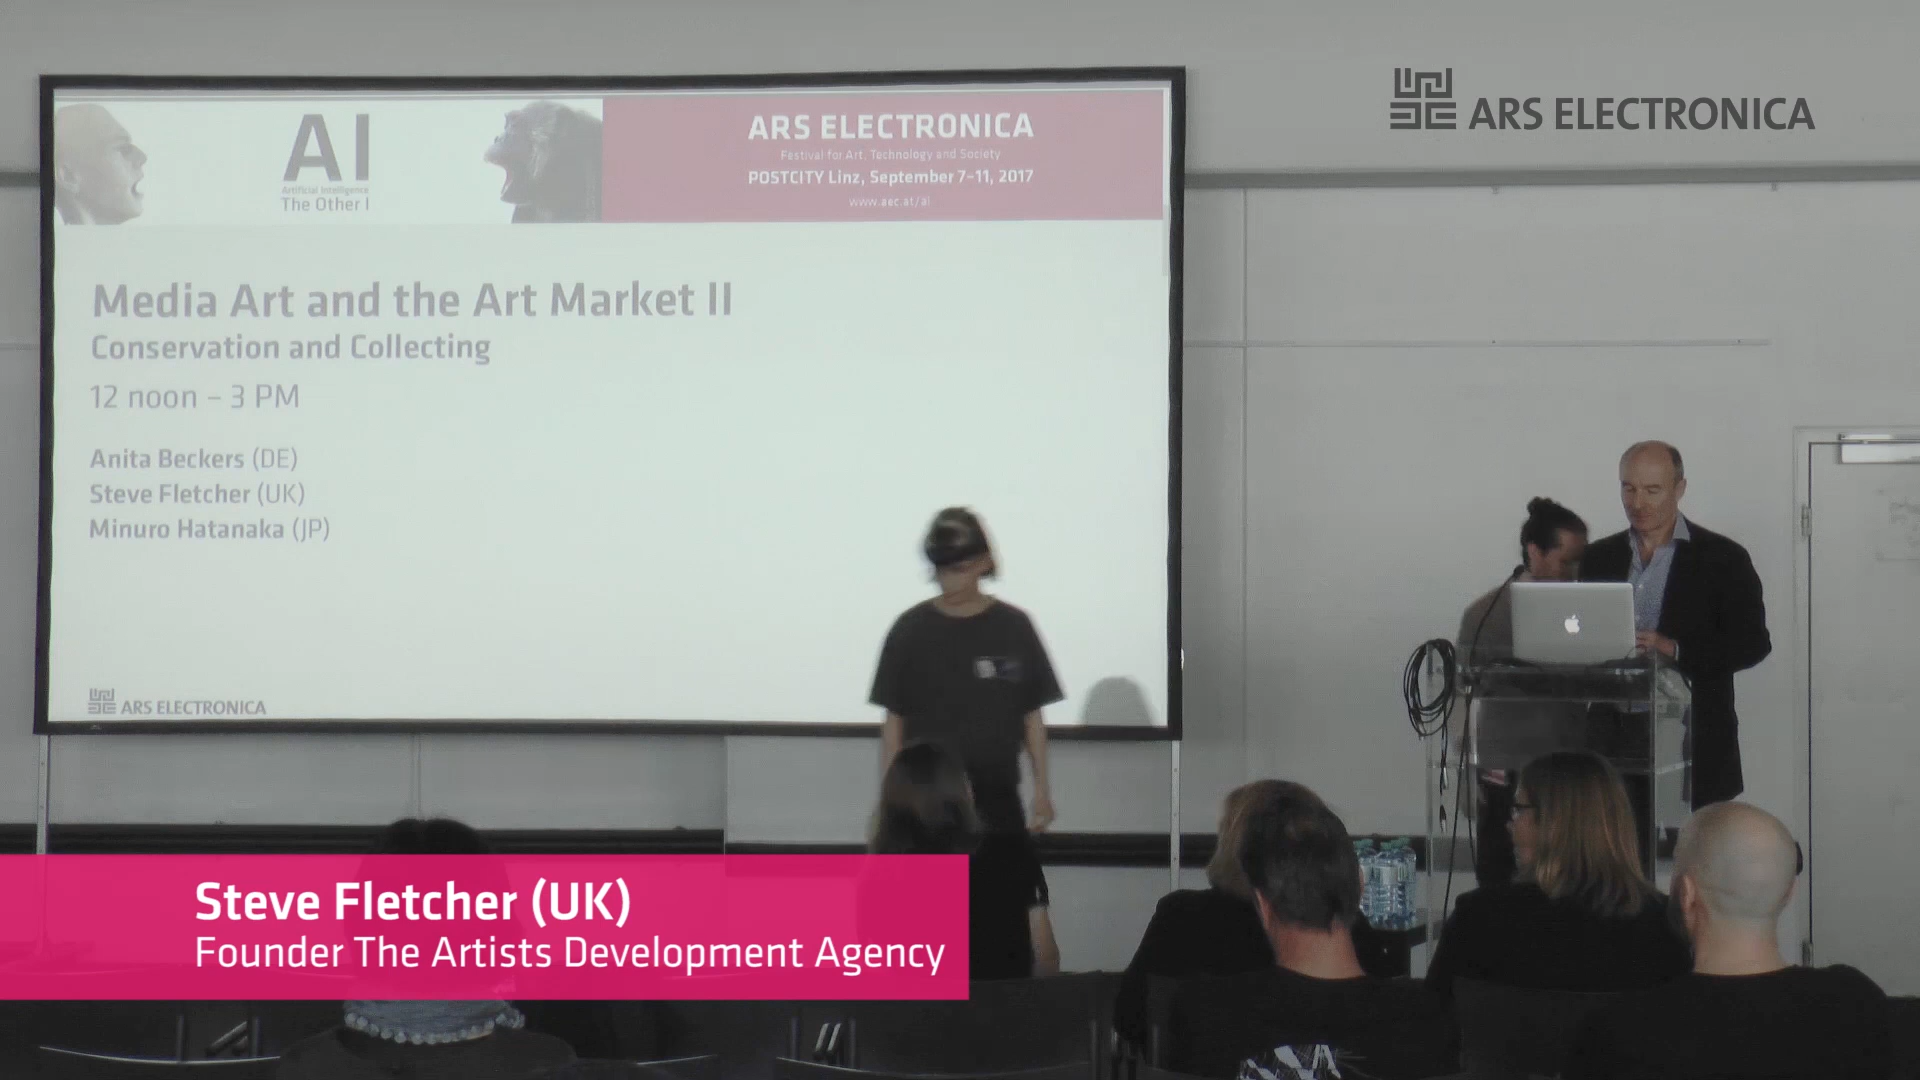 ARS ELECTRONICA
AI
Artificial Intelligence
The Other I
ARS ELECTRONICA
Festival for Art, Technology and Society
POSTCITY Linz, September 7-11, 2017
www.aec.at/ai
Media Art and the Art Market II
Conservation and Collecting
12 noon – 3 PM
Anita Beckers (DE)
Steve Fletcher (UK)
Minuro Hatanaka (JP)
ARS ELECTRONICA
Steve Fletcher (UK)
Founder The Artists Development Agency